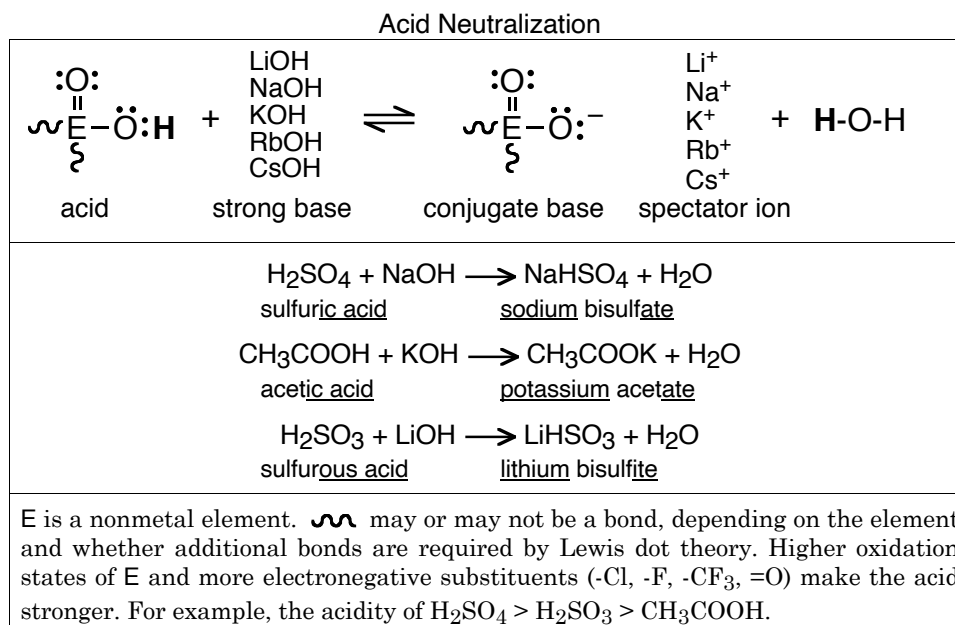 Acid Neutralization
:O:
E–Ö:H + LiOH NaOH KOH RbOH CsOH ⇌ :O: E–Ö:⁻ Li⁺ Na⁺ K⁺ Rb⁺ Cs⁺ + H-O-H
acid strong base conjugate base spectator ion
H₂SO₄ + NaOH ⟶ NaHSO₄ + H₂O
sulfuric acid sodium bisulfate
CH₃COOH + KOH ⟶ CH₃COOK + H₂O
acetic acid potassium acetate
H₂SO₃ + LiOH ⟶ LiHSO₃ + H₂O
sulfurous acid lithium bisulfite
E is a nonmetal element. may or may not be a bond, depending on the element
and whether additional bonds are required by Lewis dot theory. Higher oxidation
states of E and more electronegative substituents (-Cl, -F, -CF₃, =O) make the acid
stronger. For example, the acidity of H₂SO₄ > H₂SO₃ > CH₃COOH.